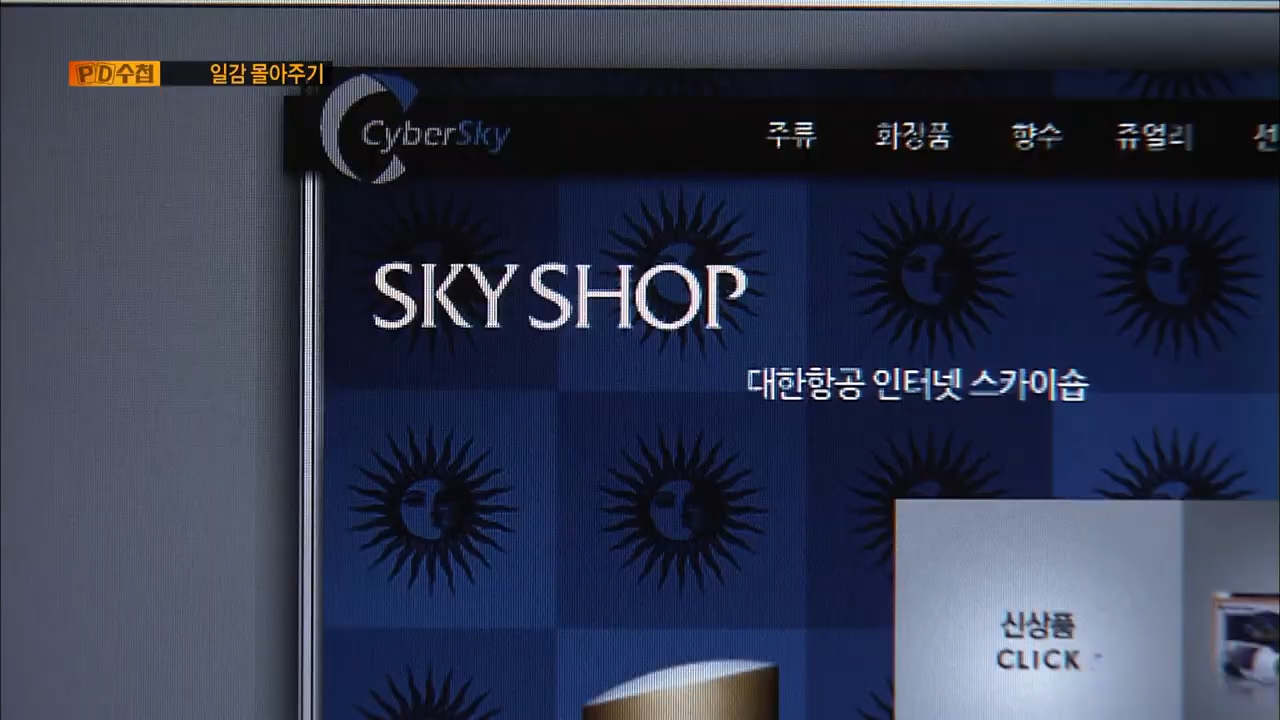 PD수첩 일감 몰아주기
CyberSky
주류 화장품 향수 쥬얼리 선
SKY SHOP
대한항공 인터넷 스카이숍
신상품
CLICK